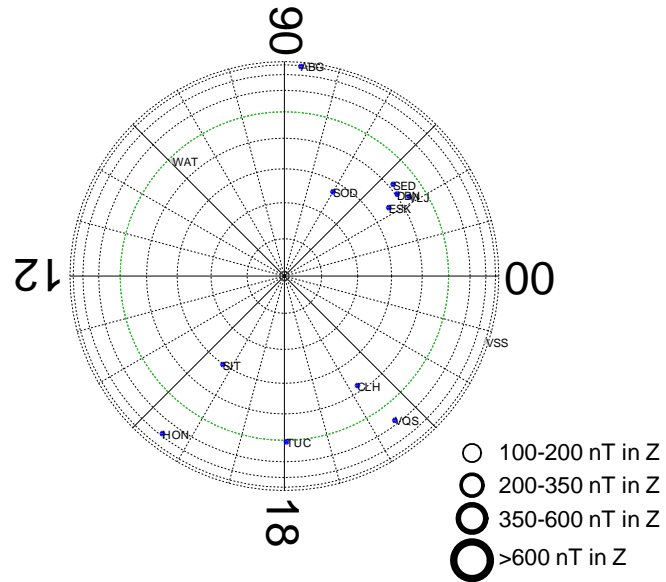 06
ABG
WAT
SED
SOD
ESK
12
00
VSS
SIT
CLH
VQS
HON
TUC
18
100-200 nT in Z
200-350 nT in Z
350-600 nT in Z
>600 nT in Z